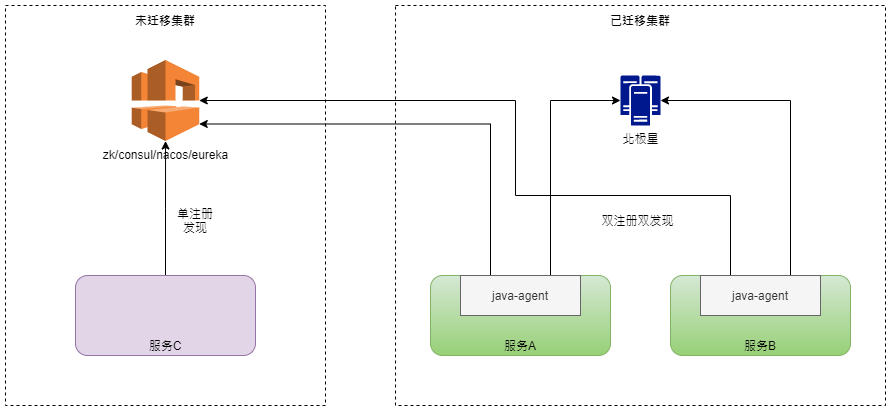 未迁移集群
已迁移集群
zk/consul/nacos/eureka
北极星
单注册
发现
双注册双发现
java-agent
java-agent
服务C
服务A
服务B